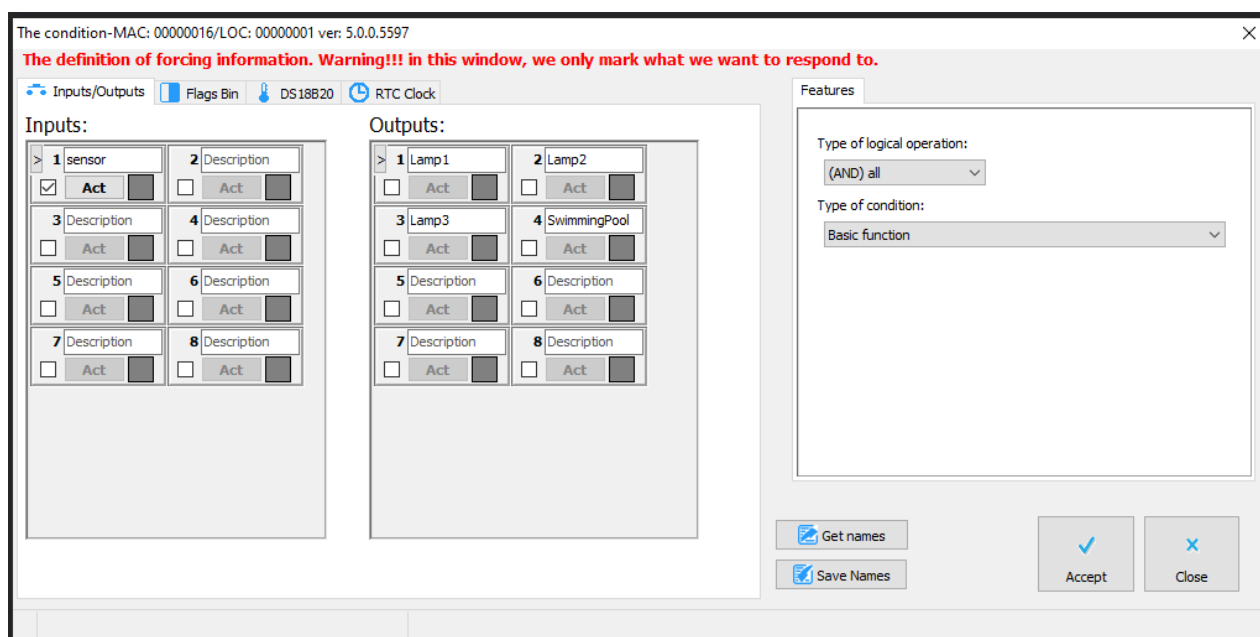 The condition-MAC: 00000016/LOC: 00000001 ver: 5.0.0.5597
The definition of forcing information. Warning!!! in this window, we only mark what we want to respond to.
Inputs/Outputs Flags Bin DS18B20 RTC Clock
Features
Inputs:
> 1 sensor 2 Description
Act Act
3 Description 4 Description
Act Act
5 Description 6 Description
Act Act
7 Description 8 Description
Act Act
Outputs:
> 1 Lamp1 2 Lamp2
Act Act
3 Lamp3 4 SwimmingPool
Act Act
5 Description 6 Description
Act Act
7 Description 8 Description
Act Act
Type of logical operation:
(AND) all
Type of condition:
Basic function
Get names
Save Names
Accept
Close